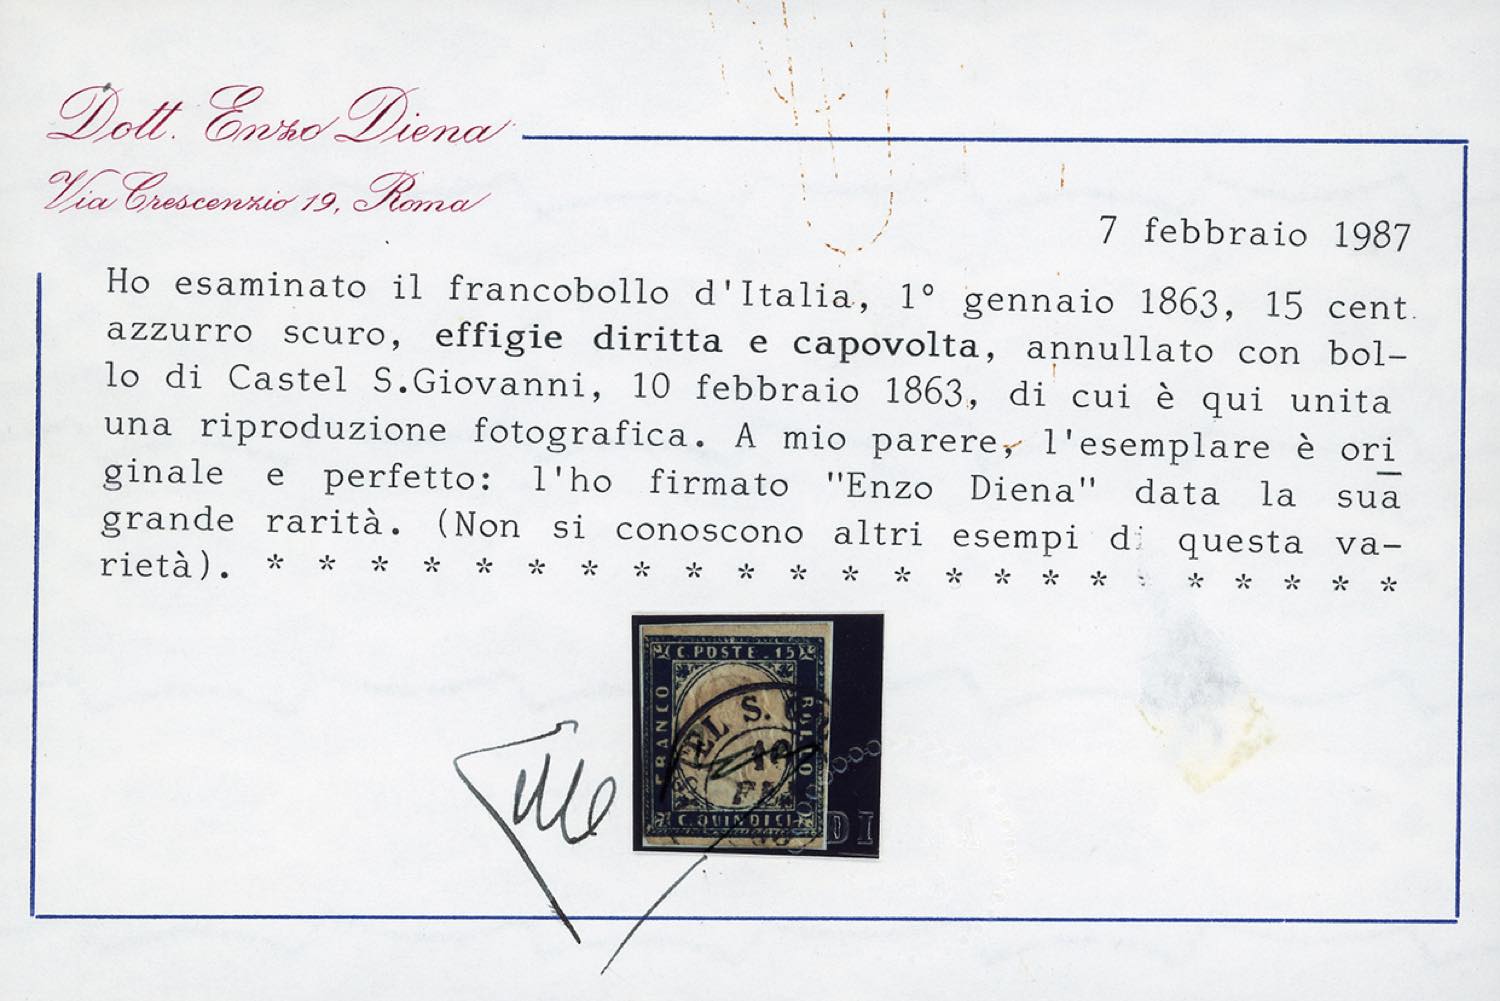 Dott. Enzo Diena
Via Crescenzio 19, Roma
7 febbraio 1987
Ho esaminato il francobollo d'Italia, 1° gennaio 1863, 15 cent.
azzurro scuro, effigie diritta e capovolta, annullato con bol-
lo di Castel S.Giovanni, 10 febbraio 1863, di cui è qui unita
una riproduzione fotografica. A mio parere, l'esemplare è ori
ginale e perfetto: l'ho firmato "Enzo Diena" data la sua
grande rarità. (Non si conoscono altri esempi di questa va-
rietà). * * * * * * * * * * * * * * * * * * * * * *
C. POSTE. 15
FRANCO
BOLLO
TEL S. G
10
C. QUINDICI
DI